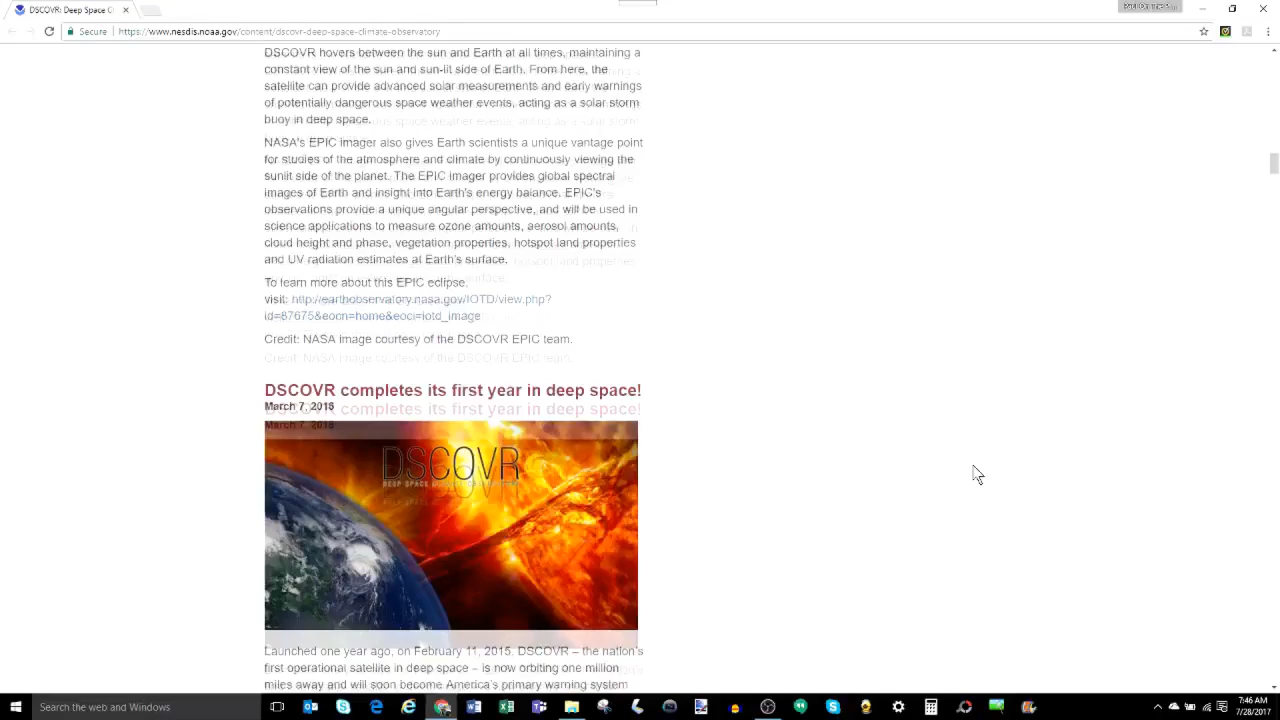 DSCOVR: Deep Space Cl
Secure
https://www.nesdis.noaa.gov/content/dscovr-deep-space-climate-observatory
DSCOVR hovers between the sun and Earth at all times, maintaining a
constant view of the sun and sun-lit side of Earth. From here, the
satellite can provide advanced solar measurements and early warnings
of potentially dangerous space weather events, acting as a solar storm
buoy in deep space.
NASA's EPIC imager also gives Earth scientists a unique vantage point
for studies of the atmosphere and climate by continuously viewing the
sunlit side of the planet. The EPIC imager provides global spectral
images of Earth and insight into Earth's energy balance. EPIC's
observations provide a unique angular perspective, and will be used in
science applications to measure ozone amounts, aerosol amounts,
cloud height and phase, vegetation properties, hotspot land properties
and UV radiation estimates at Earth's surface.
To learn more about this EPIC eclipse,
visit: http://earthobservatory.nasa.gov/IOTD/view.php?
id=87675&eocn=home&eoci=iotd_image
Credit: NASA image courtesy of the DSCOVR EPIC team.
DSCOVR completes its first year in deep space!
March 7, 2016
DSCOVR
Launched one year ago, on February 11, 2015. DSCOVR – the nation's
first operational satellite in deep space – is now orbiting one million
miles away and will soon become America's primary warning system
Search the web and Windows
7:46 AM
7/28/2017